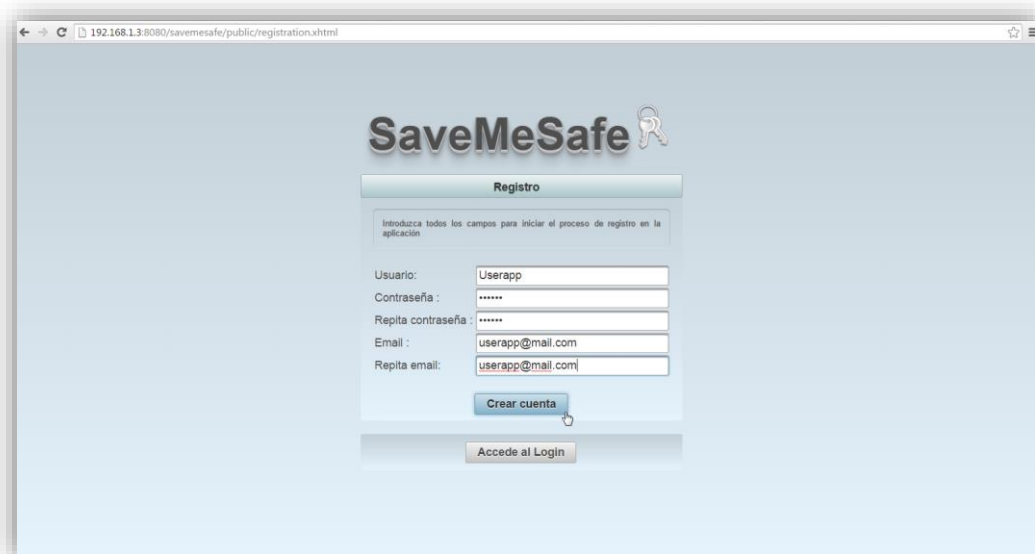 192.168.1.3:8080/savemesafe/public/registration.xhtml
SaveMeSafe
Registro
Introduzca todos los campos para iniciar el proceso de registro en la
aplicación
Usuario: Userapp
Contraseña : ••••••
Repita contraseña : ••••••
Email : userapp@mail.com
Repita email: userapp@mail.com
Crear cuenta
Accede al Login